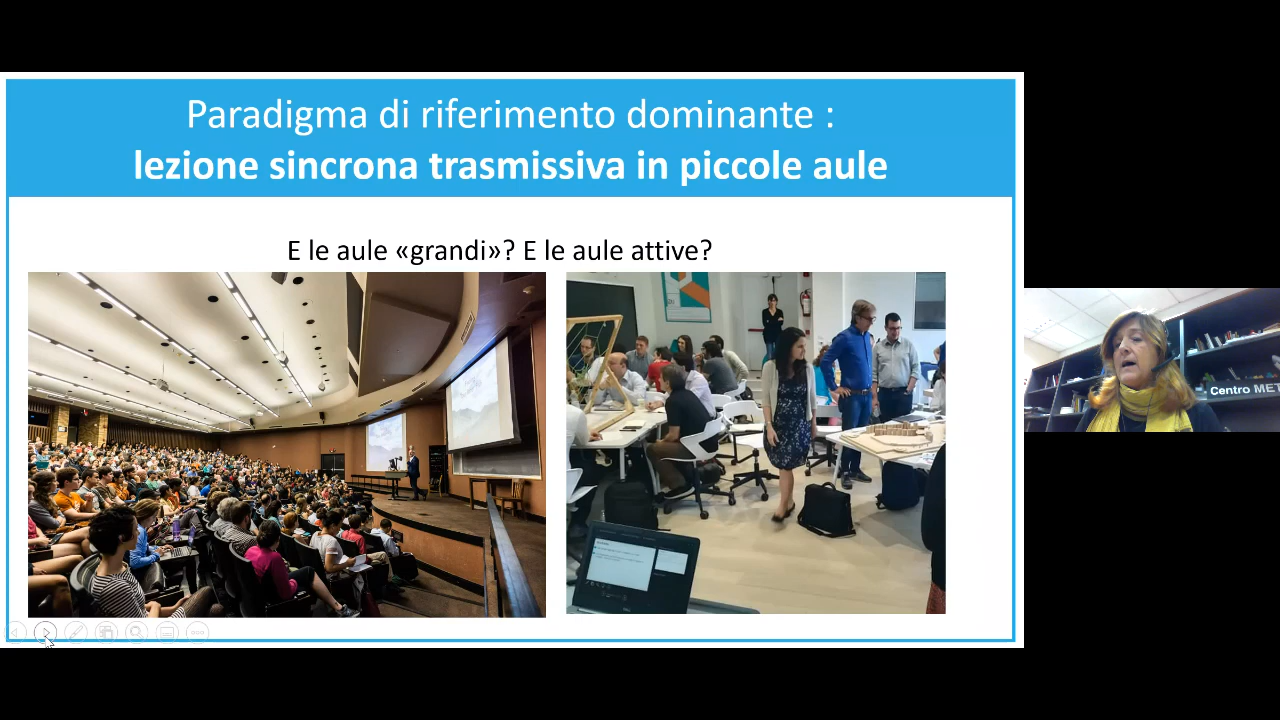 Paradigma di riferimento dominante :
lezione sincrona trasmissiva in piccole aule
E le aule «grandi»? E le aule attive?
Centro MET